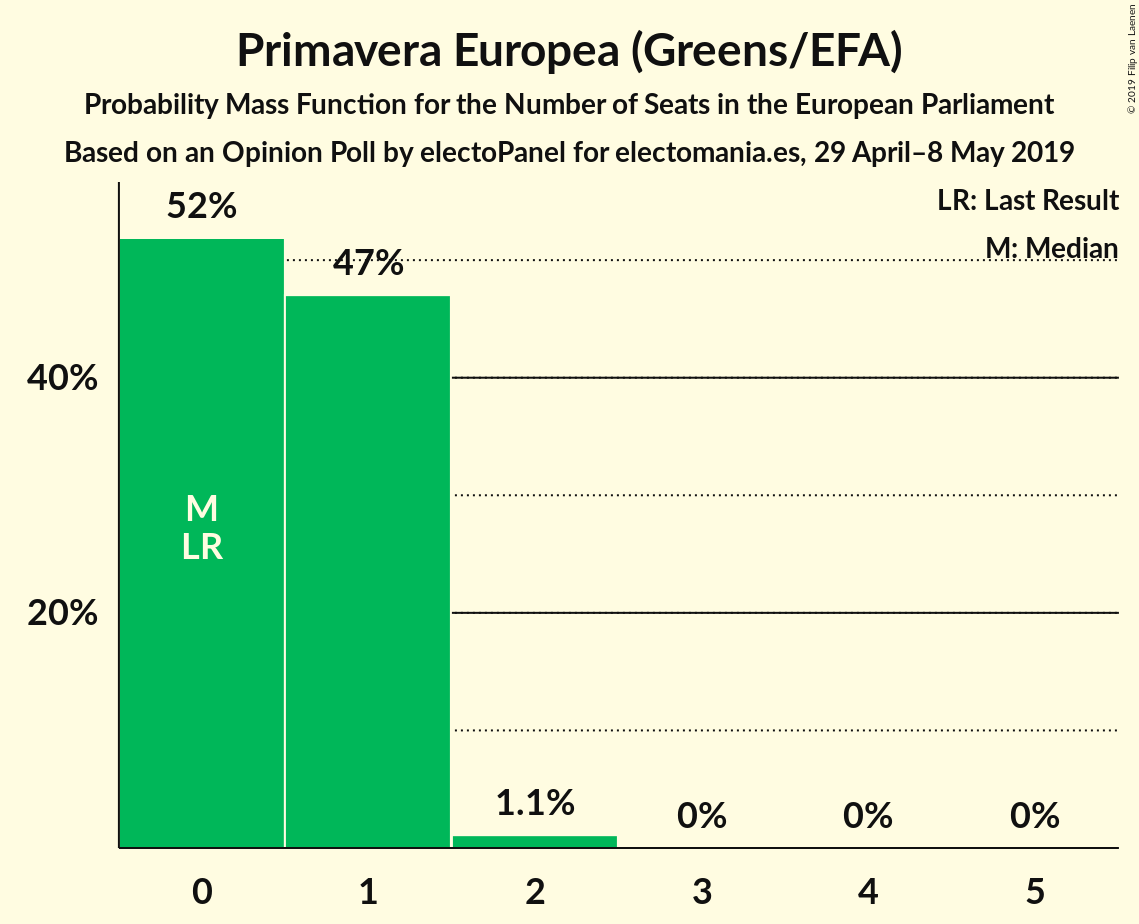 Primavera Europea (Greens/EFA)
Probability Mass Function for the Number of Seats in the European Parliament
Based on an Opinion Poll by electoPanel for electomania.es, 29 April–8 May 2019
© 2019 Filip van Laenen
LR: Last Result
M: Median
52%
47%
40%
M
LR
20%
1.1%
0%
0%
0%
0
1
2
3
4
5